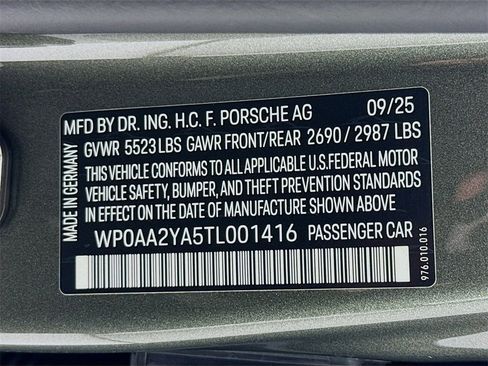 MADE IN GERMANY
MFD BY DR. ING. H.C. F. PORSCHE AG 09/25
GVWR 5523 LBS GAWR FRONT/REAR 2690 / 2987 LBS
THIS VEHICLE CONFORMS TO ALL APPLICABLE U.S.FEDERAL MOTOR
VEHICLE SAFETY, BUMPER, AND THEFT PREVENTION STANDARDS
IN EFFECT ON THE DATE OF MANUFACTURE SHOWN ABOVE
WP0AA2YA5TL001416 PASSENGER CAR
976.010.016